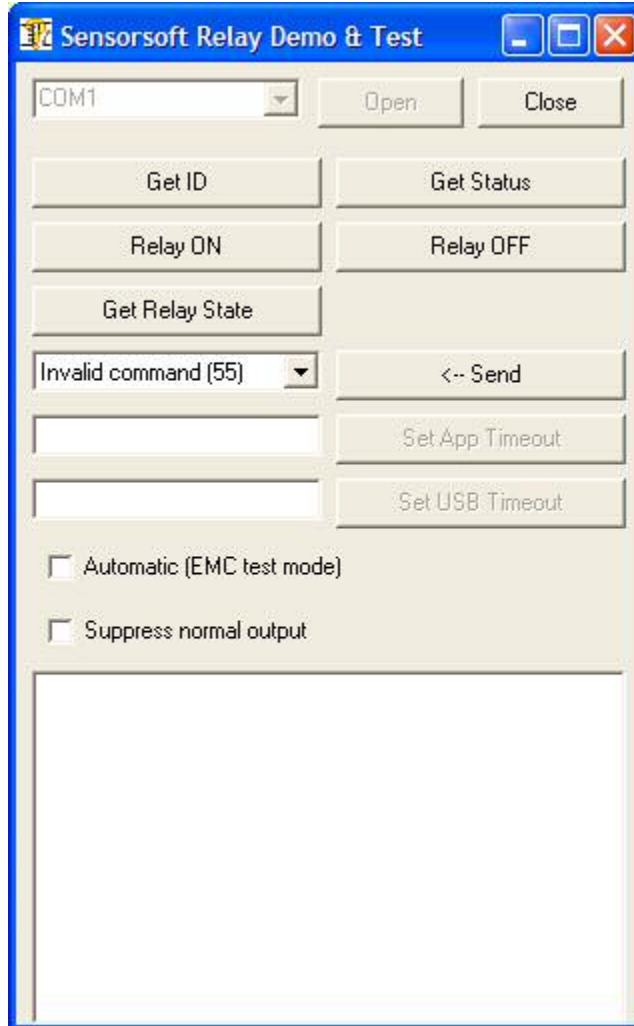 Sensorsoft Relay Demo & Test
COM1
Open
Close
Get ID
Get Status
Relay ON
Relay OFF
Get Relay State
Invalid command (55)
<-- Send
Set App Timeout
Set USB Timeout
Automatic (EMC test mode)
Suppress normal output